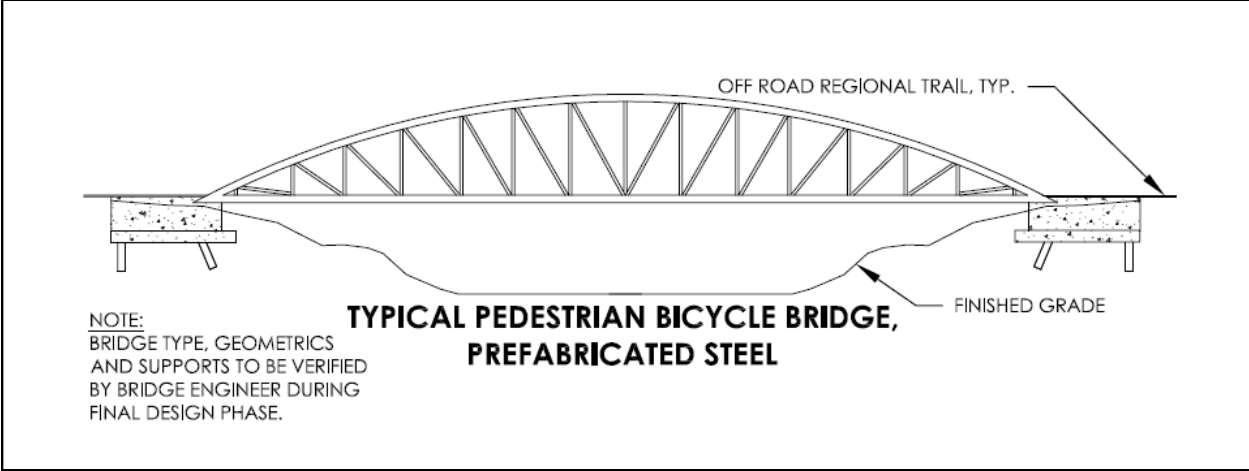 OFF ROAD REGIONAL TRAIL, TYP.
FINISHED GRADE
TYPICAL PEDESTRIAN BICYCLE BRIDGE,
PREFABRICATED STEEL
NOTE:
BRIDGE TYPE, GEOMETRICS
AND SUPPORTS TO BE VERIFIED
BY BRIDGE ENGINEER DURING
FINAL DESIGN PHASE.